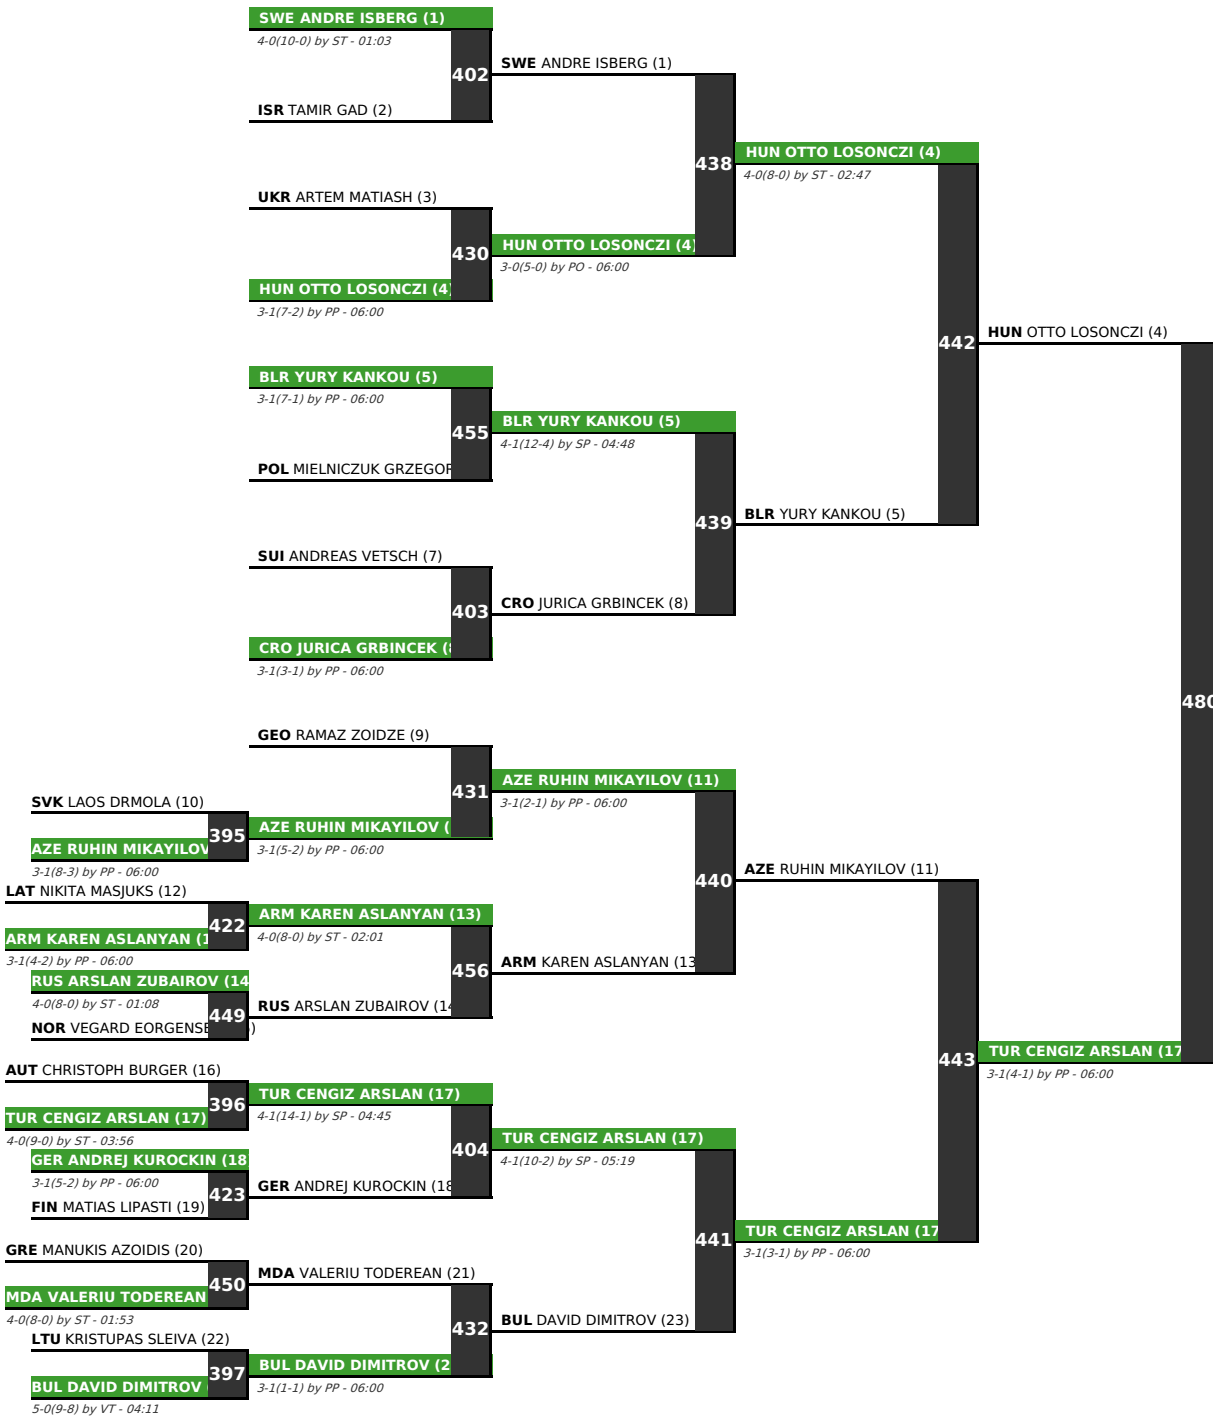 SWE ANDRE ISBERG (1)
4-0(10-0) by ST - 01:03
402
SWE ANDRE ISBERG (1)
ISR TAMIR GAD (2)
438
HUN OTTO LOSONCZI (4)
4-0(8-0) by ST - 02:47
UKR ARTEM MATIASH (3)
430
HUN OTTO LOSONCZI (4)
3-0(5-0) by PO - 06:00
HUN OTTO LOSONCZI (4)
3-1(7-2) by PP - 06:00
442
HUN OTTO LOSONCZI (4)
BLR YURY KANKOU (5)
3-1(7-1) by PP - 06:00
455
BLR YURY KANKOU (5)
4-1(12-4) by SP - 04:48
POL MIELNICZUK GRZEGOR
439
BLR YURY KANKOU (5)
SUI ANDREAS VETSCH (7)
403
CRO JURICA GRBINCEK (8)
CRO JURICA GRBINCEK (8
3-1(3-1) by PP - 06:00
480
GEO RAMAZ ZOIDZE (9)
431
AZE RUHIN MIKAYILOV (11)
3-1(2-1) by PP - 06:00
SVK LAOS DRMOLA (10)
395
AZE RUHIN MIKAYILOV (
3-1(5-2) by PP - 06:00
AZE RUHIN MIKAYILOV
3-1(8-3) by PP - 06:00
440
AZE RUHIN MIKAYILOV (11)
LAT NIKITA MASJUKS (12)
422
ARM KAREN ASLANYAN (13)
4-0(8-0) by ST - 02:01
ARM KAREN ASLANYAN (1
3-1(4-2) by PP - 06:00
456
ARM KAREN ASLANYAN (13
RUS ARSLAN ZUBAIROV (14
4-0(8-0) by ST - 01:08
449
RUS ARSLAN ZUBAIROV (14
NOR VEGARD EORGENSE )
443
TUR CENGIZ ARSLAN (17
3-1(4-1) by PP - 06:00
AUT CHRISTOPH BURGER (16)
396
TUR CENGIZ ARSLAN (17)
4-1(14-1) by SP - 04:45
TUR CENGIZ ARSLAN (17)
4-0(9-0) by ST - 03:56
404
TUR CENGIZ ARSLAN (17)
4-1(10-2) by SP - 05:19
GER ANDREJ KUROCKIN (18
3-1(5-2) by PP - 06:00
423
GER ANDREJ KUROCKIN (18
FIN MATIAS LIPASTI (19)
441
TUR CENGIZ ARSLAN (17
3-1(3-1) by PP - 06:00
GRE MANUKIS AZOIDIS (20)
450
MDA VALERIU TODEREAN (21)
MDA VALERIU TODEREAN
4-0(8-0) by ST - 01:53
432
BUL DAVID DIMITROV (23)
LTU KRISTUPAS SLEIVA (22)
397
BUL DAVID DIMITROV (2
3-1(1-1) by PP - 06:00
BUL DAVID DIMITROV
5-0(9-8) by VT - 04:11